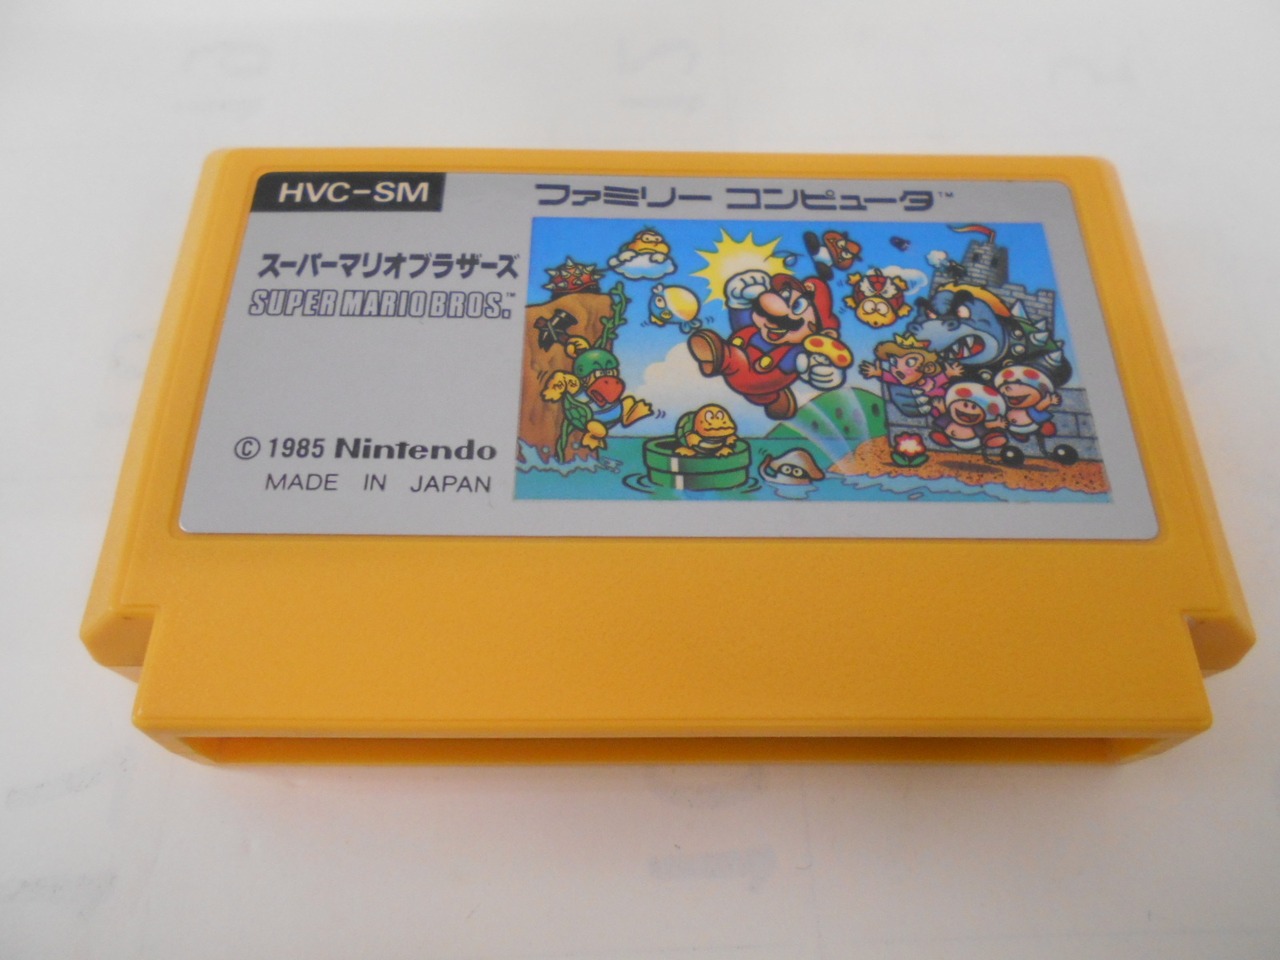 HVC-SM
ファミリー コンピュータ™
スーパーマリオブラザーズ
SUPER MARIO BROS.™
© 1985 Nintendo
MADE IN JAPAN